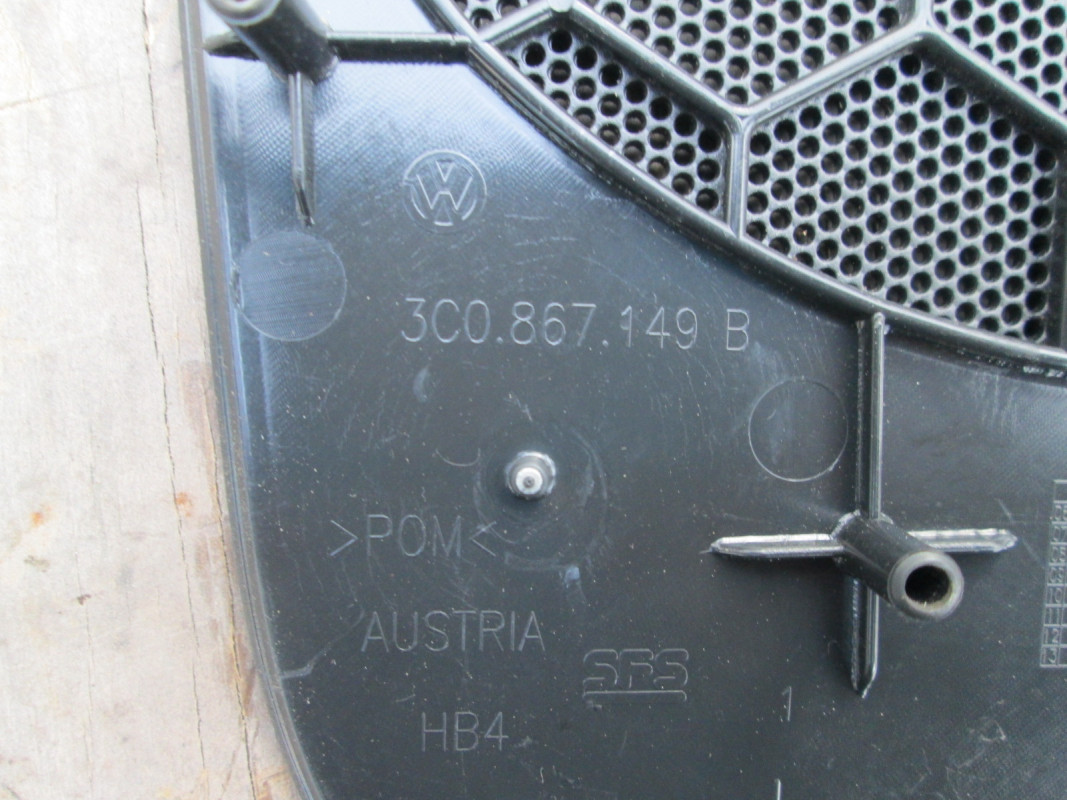 3C0.867.149 B
>POM<
AUSTRIA
SFS
1
HB4